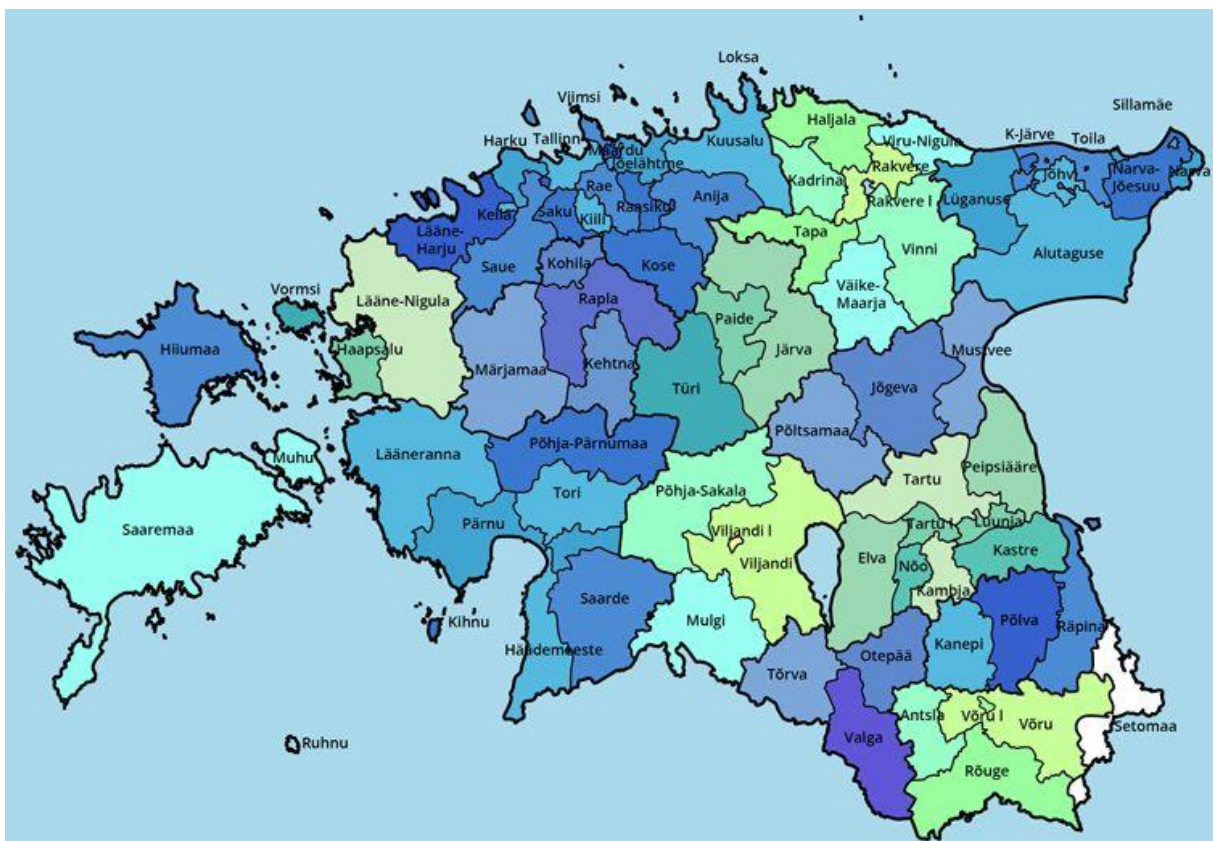 Loksa
Viimsi
Sillamäe
Harku
Tallinn
Maardu
Jõelähtme
Kuusalu
Haljala
Viru-Nigula
K-Järve
Toila
Rakvere
Kadrina
Rakvere l
Lüganuse
Jõhvi
Narva-
Jõesuu
Narva
Keila
Rae
Saku
Kiili
Raasiku
Anija
Lääne-
Harju
Saue
Kohila
Kose
Tapa
Vinni
Alutaguse
Vormsi
Lääne-Nigula
Rapla
Väike-
Maarja
Hiiumaa
Haapsalu
Märjamaa
Kehtna
Türi
Paide
Järva
Mustvee
Jõgeva
Põltsamaa
Muhu
Lääneranna
Põhja-Pärnumaa
Saaremaa
Pärnu
Tori
Põhja-Sakala
Tartu
Peipsiääre
Viljandi l
Viljandi
Tartu l
Luunja
Elva
Nõo
Kastre
Kambja
Kihnu
Saarde
Häädemeeste
Mulgi
Põlva
Räpina
Kanepi
Otepää
Tõrva
Ruhnu
Valga
Antsla
Võru l
Võru
Setomaa
Rõuge